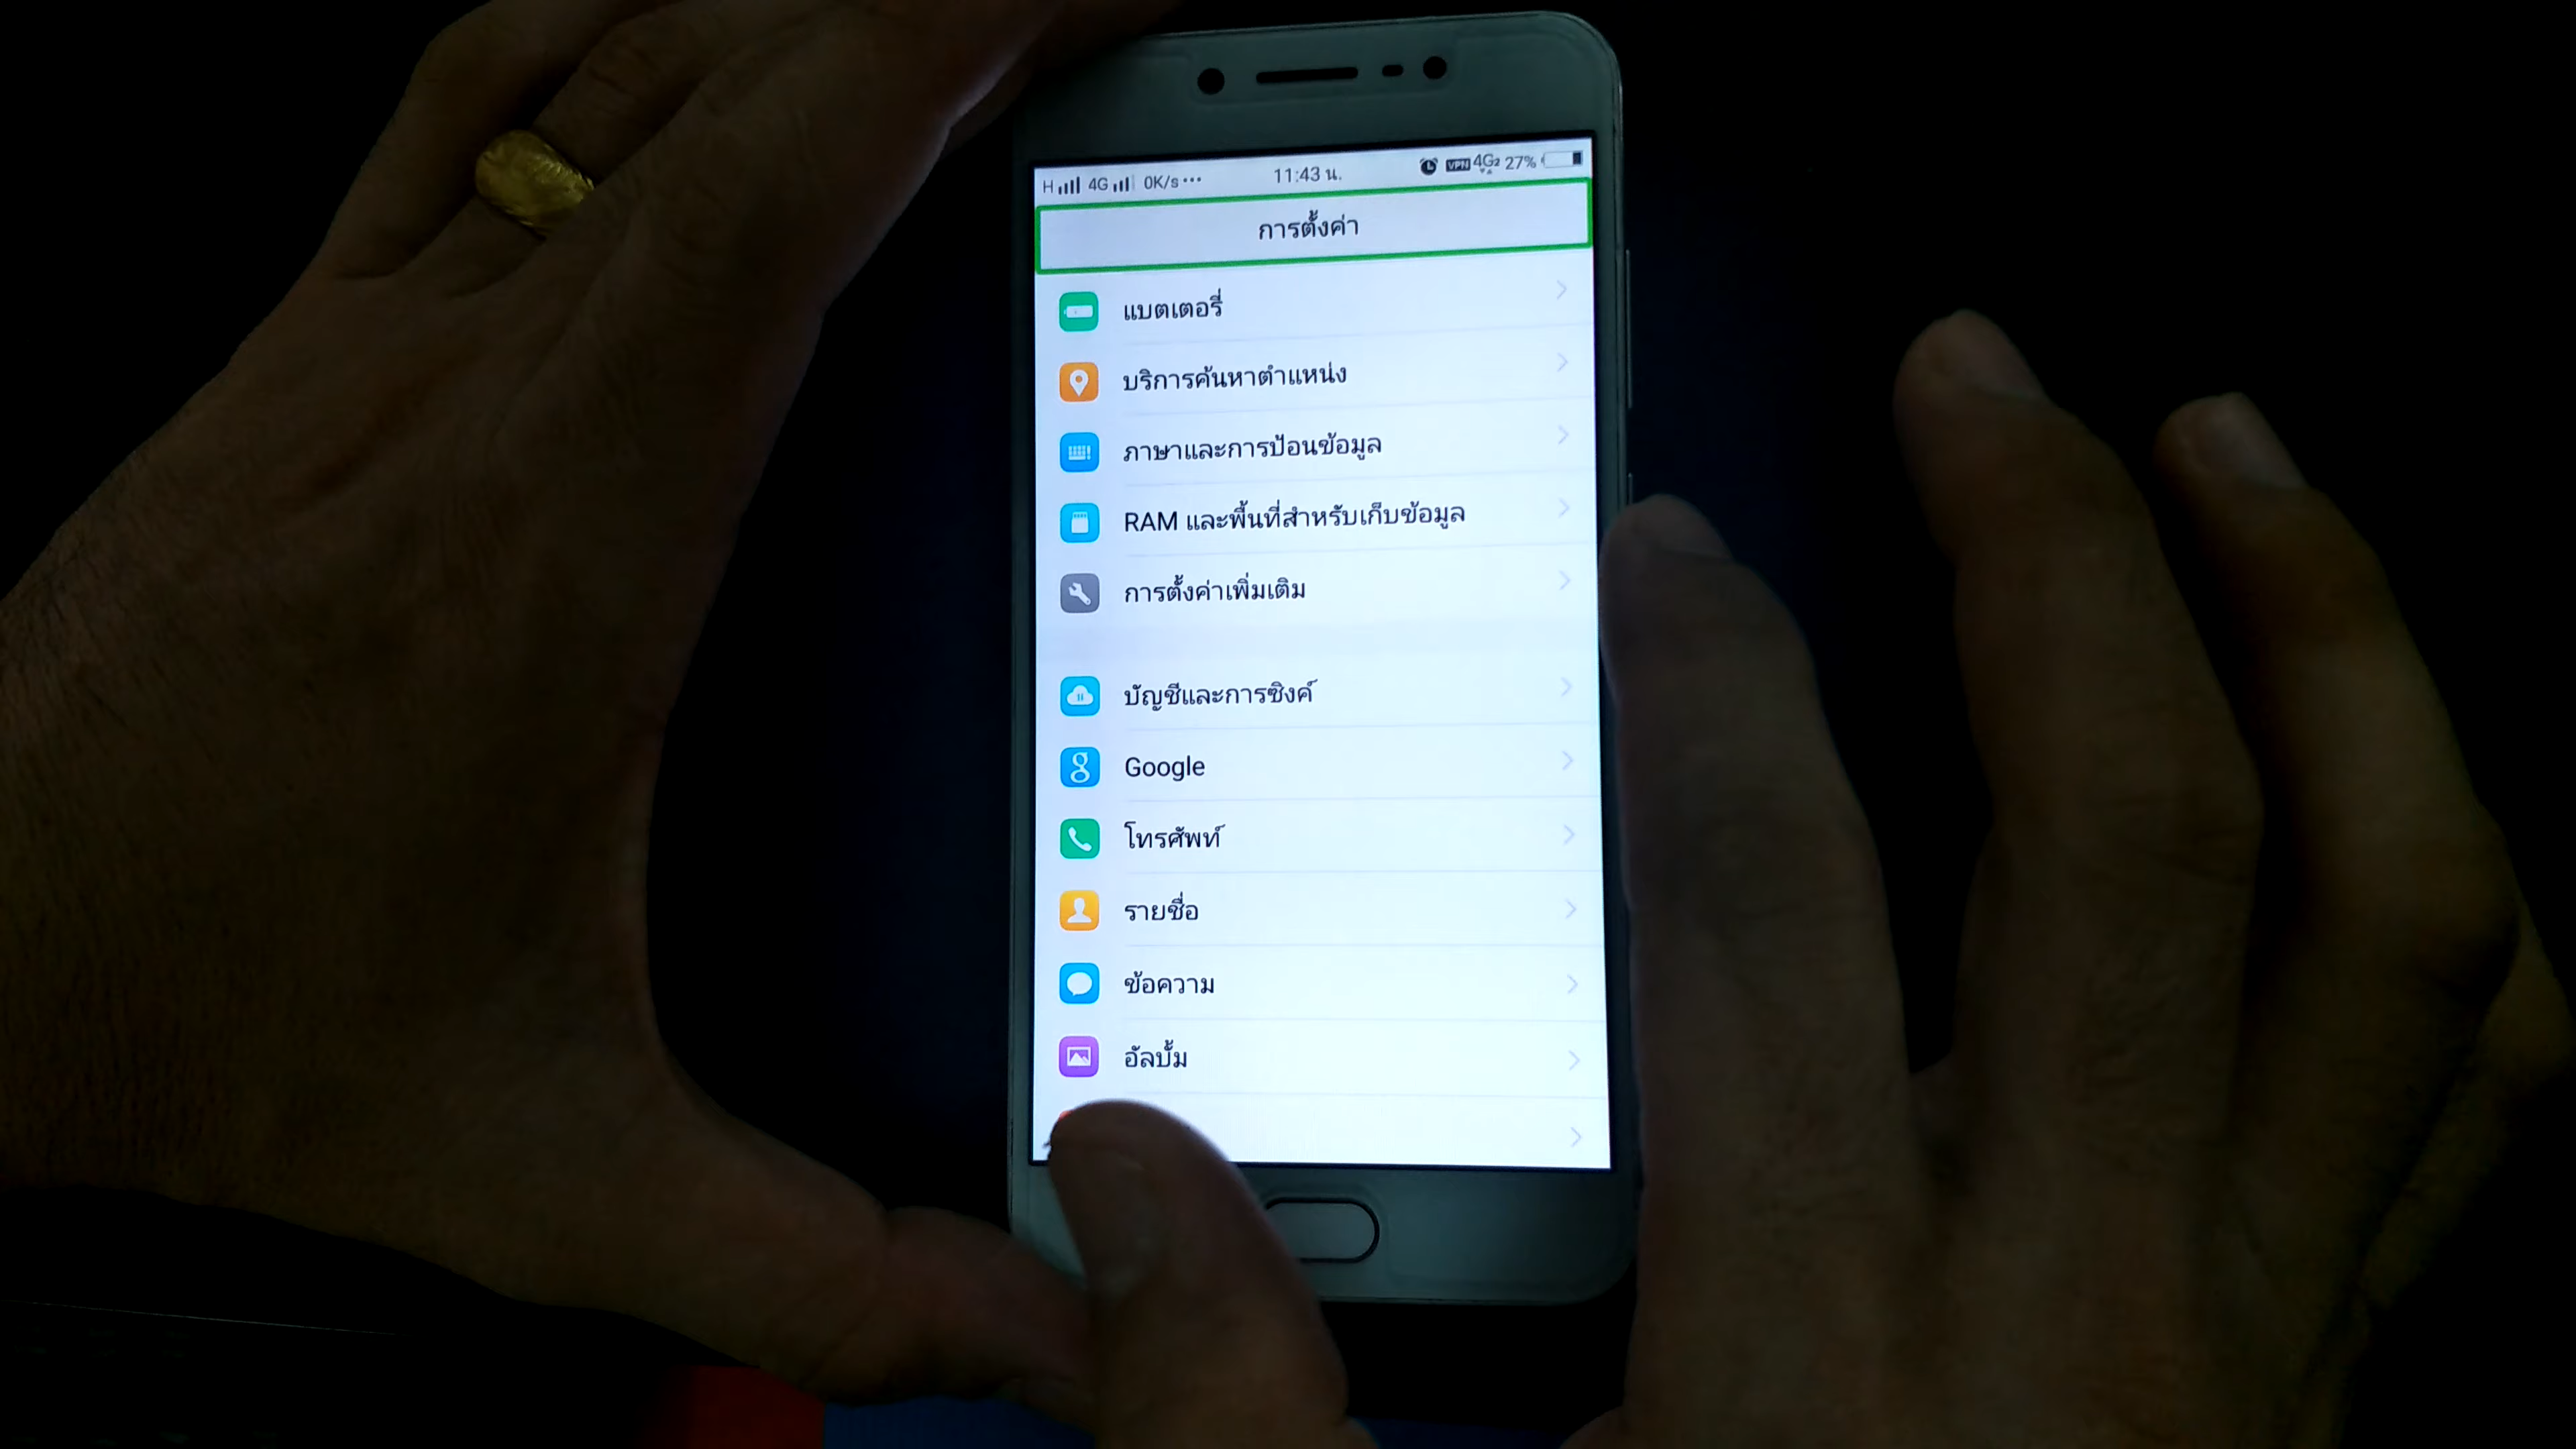 H 4G 0K/s ··· 11:43 น. VPN 4G2 27%
การตั้งค่า
แบตเตอรี่
บริการค้นหาตำแหน่ง
ภาษาและการป้อนข้อมูล
RAM และพื้นที่สำหรับเก็บข้อมูล
การตั้งค่าเพิ่มเติม
บัญชีและการซิงค์
Google
โทรศัพท์
รายชื่อ
ข้อความ
อัลบั้ม